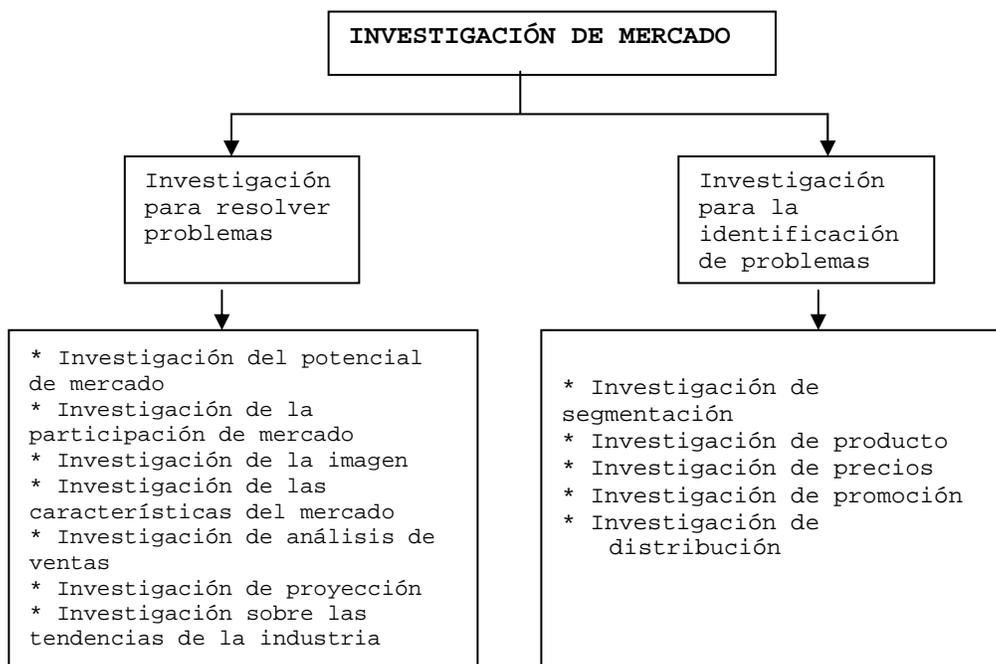 INVESTIGACIÓN DE MERCADO
Investigación
para resolver
problemas
Investigación
para la
identificación
de problemas
* Investigación del potencial
de mercado
* Investigación de la
participación de mercado
* Investigación de la imagen
* Investigación de las
características del mercado
* Investigación de análisis de
ventas
* Investigación de proyección
* Investigación sobre las
tendencias de la industria
* Investigación de
segmentación
* Investigación de producto
* Investigación de precios
* Investigación de promoción
* Investigación de
distribución